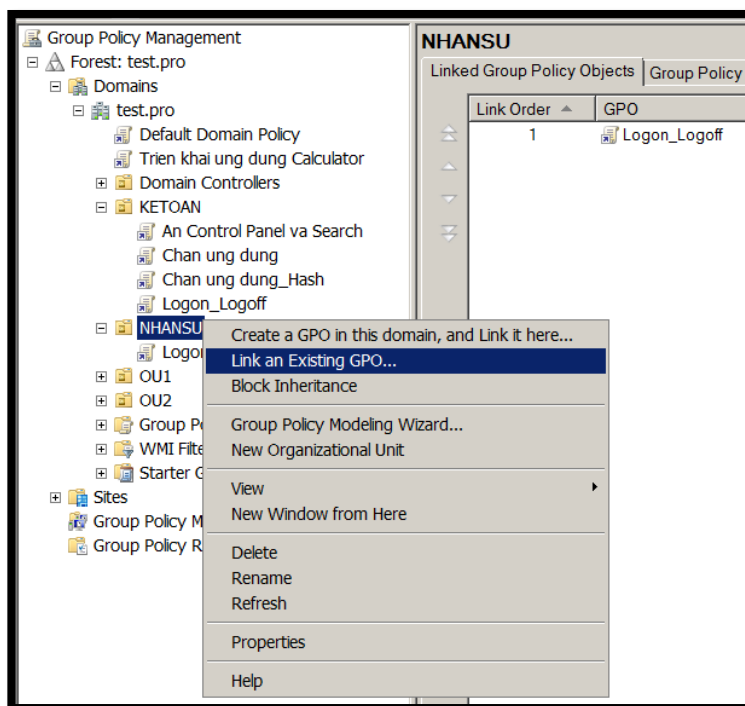 Group Policy Management
Forest: test.pro
Domains
test.pro
Default Domain Policy
Trien khai ung dung Calculator
Domain Controllers
KETOAN
An Control Panel va Search
Chan ung dung
Chan ung dung_Hash
Logon_Logoff
NHANSU
Logo
OU1
OU2
Group Po
WMI Filte
Starter G
Sites
Group Policy M
Group Policy R
NHANSU
Linked Group Policy Objects Group Policy
Link Order GPO
1 Logon_Logoff
Create a GPO in this domain, and Link it here...
Link an Existing GPO...
Block Inheritance
Group Policy Modeling Wizard...
New Organizational Unit
View
New Window from Here
Delete
Rename
Refresh
Properties
Help